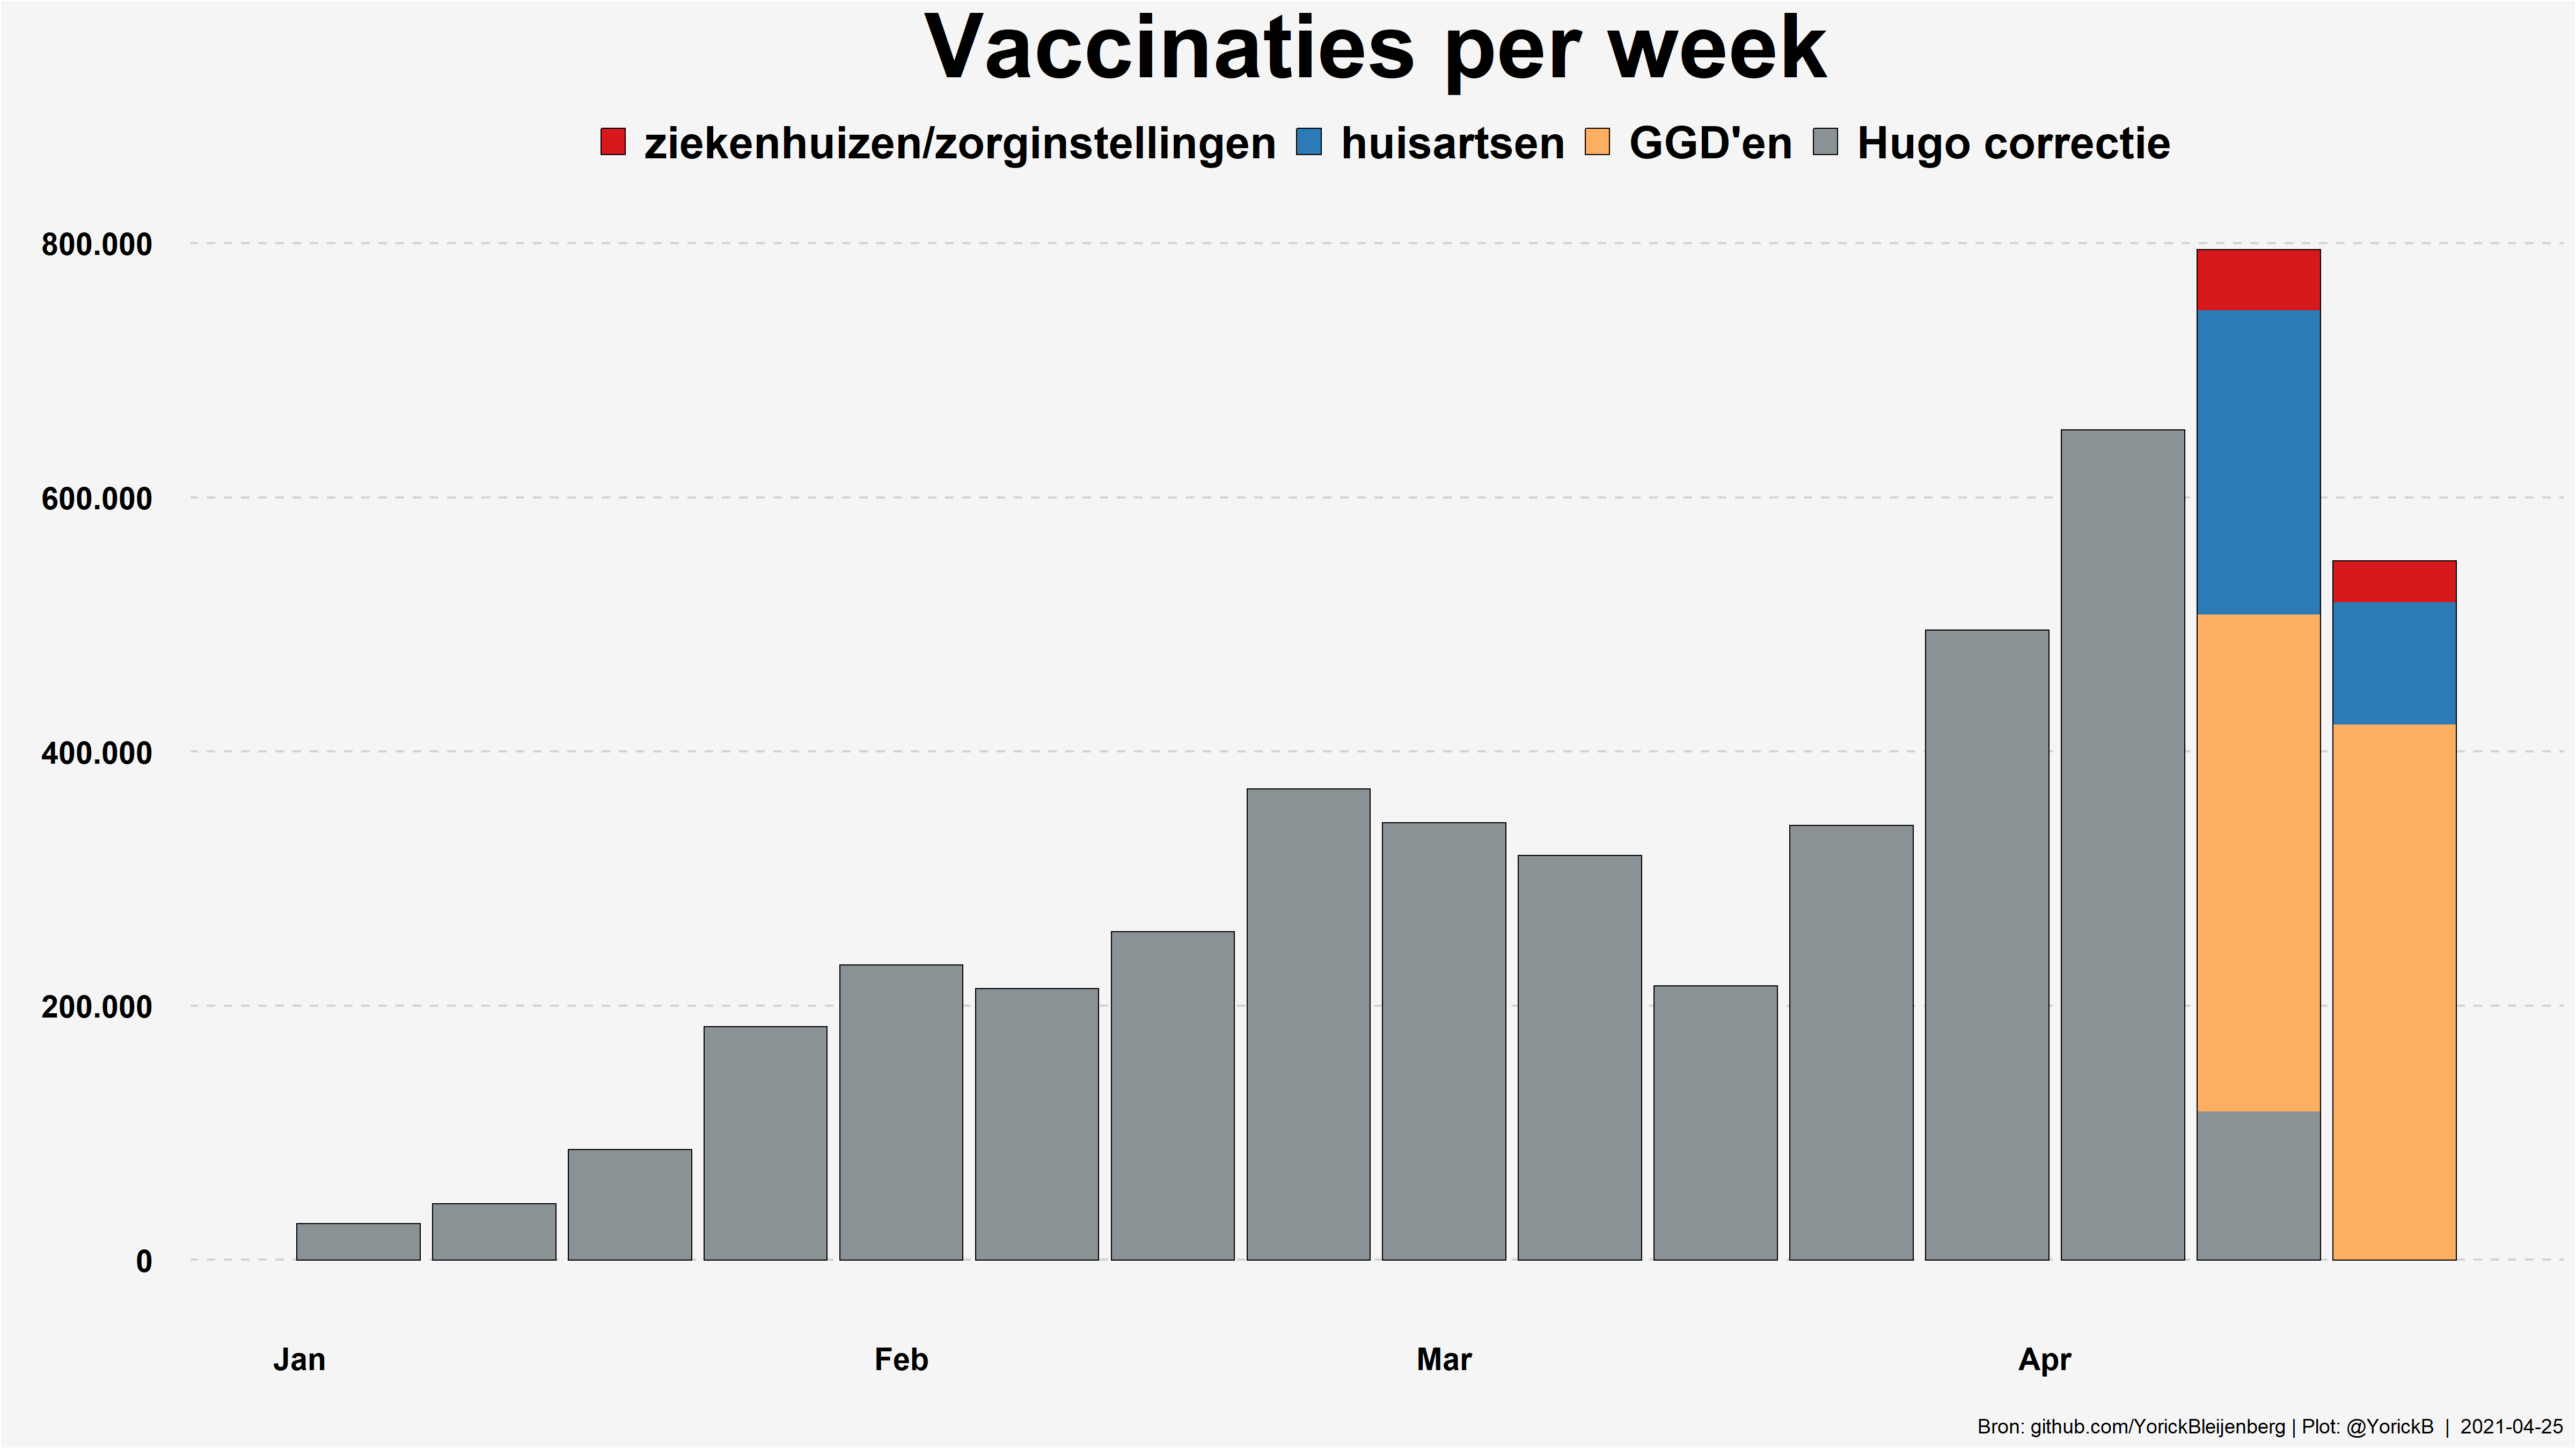 Vaccinaties per week
ziekenhuizen/zorginstellingen huisartsen GGD'en Hugo correctie
800.000
600.000
400.000
200.000
0
Jan Feb Mar Apr
Bron: github.com/YorickBleijenberg | Plot: @YorickB | 2021-04-25